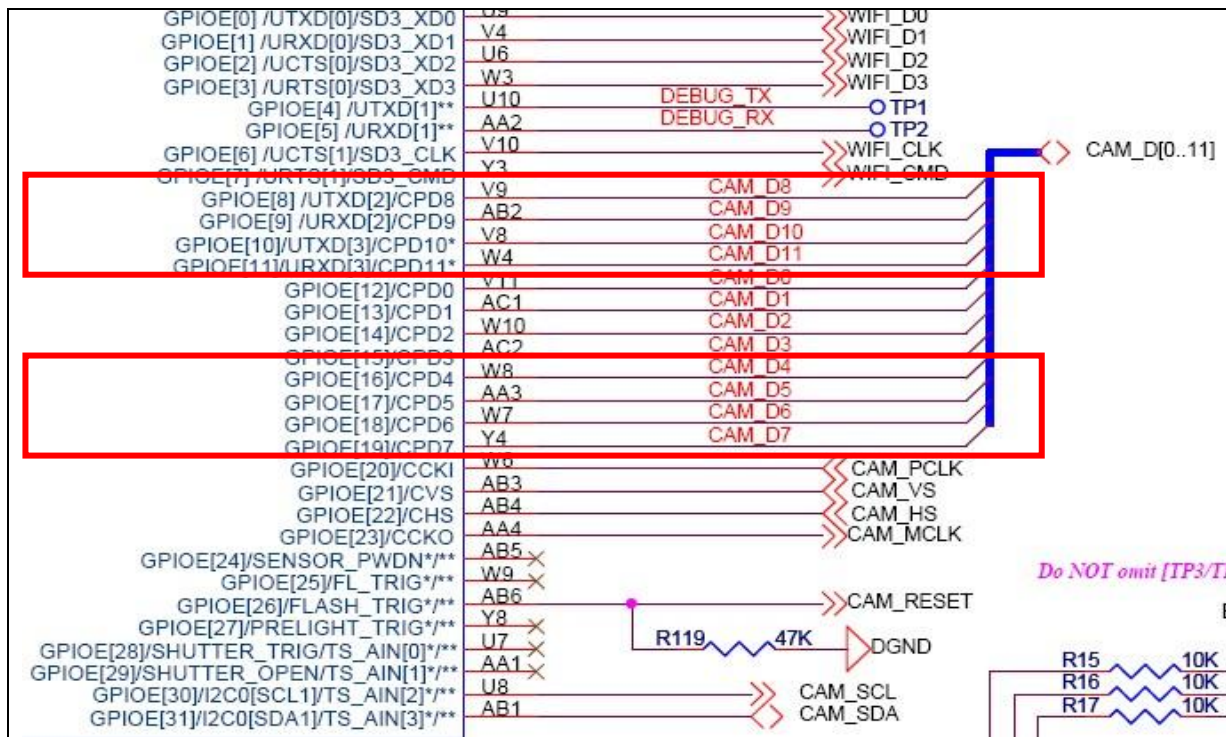 GPIOE[0] /UTXD[0]/SD3_XD0 U9 WIFI_D0
GPIOE[1] /URXD[0]/SD3_XD1 V4 WIFI_D1
GPIOE[2] /UCTS[0]/SD3_XD2 U6 WIFI_D2
GPIOE[3] /URTS[0]/SD3_XD3 W3 WIFI_D3
GPIOE[4] /UTXD[1]** U10 DEBUG_TX TP1
GPIOE[5] /URXD[1]** AA2 DEBUG_RX TP2
GPIOE[6] /UCTS[1]/SD3_CLK V10 WIFI_CLK CAM_D[0..11]
GPIOE[7] /URTS[1]/SD3_CMD Y3 WIFI_CMD
GPIOE[8] /UTXD[2]/CPD8 V9 CAM_D8
GPIOE[9] /URXD[2]/CPD9 AB2 CAM_D9
GPIOE[10]/UTXD[3]/CPD10* V8 CAM_D10
GPIOE[11]/URXD[3]/CPD11* W4 CAM_D11
GPIOE[12]/CPD0 V11 CAM_D0
GPIOE[13]/CPD1 AC1 CAM_D1
GPIOE[14]/CPD2 W10 CAM_D2
GPIOE[15]/CPD3 AC2 CAM_D3
GPIOE[16]/CPD4 W8 CAM_D4
GPIOE[17]/CPD5 AA3 CAM_D5
GPIOE[18]/CPD6 W7 CAM_D6
GPIOE[19]/CPD7 Y4 CAM_D7
GPIOE[20]/CCKI W6 CAM_PCLK
GPIOE[21]/CVS AB3 CAM_VS
GPIOE[22]/CHS AB4 CAM_HS
GPIOE[23]/CCKO AA4 CAM_MCLK
GPIOE[24]/SENSOR_PWDN*/** AB5
GPIOE[25]/FL_TRIG*/** W9 Do NOT omit [TP3/T
GPIOE[26]/FLASH_TRIG*/** AB6 CAM_RESET
GPIOE[27]/PRELIGHT_TRIG*/** Y8
GPIOE[28]/SHUTTER_TRIG/TS_AIN[0]*/** U7 R119 47K DGND
GPIOE[29]/SHUTTER_OPEN/TS_AIN[1]*/** AA1 R15 10K
GPIOE[30]/I2C0[SCL1]/TS_AIN[2]*/** U8 CAM_SCL R16 10K
GPIOE[31]/I2C0[SDA1]/TS_AIN[3]*/** AB1 CAM_SDA R17 10K